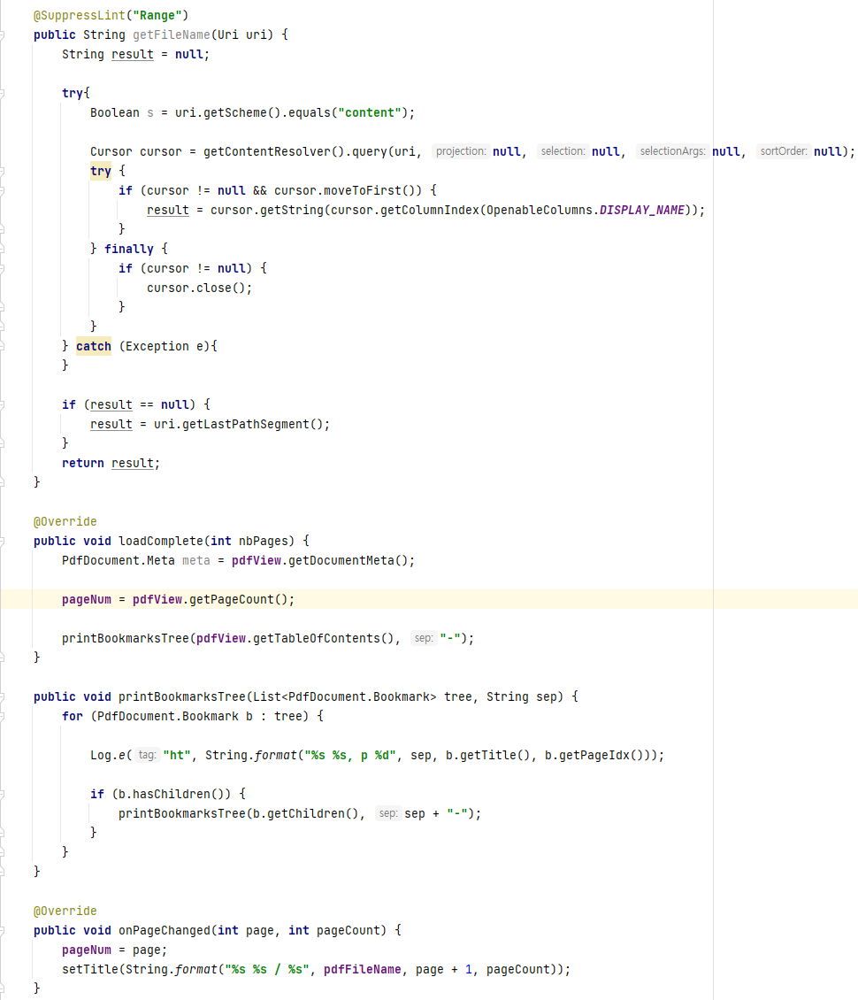 @SuppressLint("Range")
public String getFileName(Uri uri) {
    String result = null;

    try{
        Boolean s = uri.getScheme().equals("content");

        Cursor cursor = getContentResolver().query(uri, projection: null, selection: null, selectionArgs: null, sortOrder: null);
        try {
            if (cursor != null && cursor.moveToFirst()) {
                result = cursor.getString(cursor.getColumnIndex(OpenableColumns.DISPLAY_NAME));
            }
        } finally {
            if (cursor != null) {
                cursor.close();
            }
        }
    } catch (Exception e){
    }

    if (result == null) {
        result = uri.getLastPathSegment();
    }
    return result;
}

@Override
public void loadComplete(int nbPages) {
    PdfDocument.Meta meta = pdfView.getDocumentMeta();

    pageNum = pdfView.getPageCount();

    printBookmarksTree(pdfView.getTableOfContents(), sep: "-");
}

public void printBookmarksTree(List<PdfDocument.Bookmark> tree, String sep) {
    for (PdfDocument.Bookmark b : tree) {

        Log.e( tag: "ht", String.format("%s %s, p %d", sep, b.getTitle(), b.getPageIdx()));

        if (b.hasChildren()) {
            printBookmarksTree(b.getChildren(), sep: sep + "-");
        }
    }
}

@Override
public void onPageChanged(int page, int pageCount) {
    pageNum = page;
    setTitle(String.format("%s %s / %s", pdfFileName, page + 1, pageCount));
}